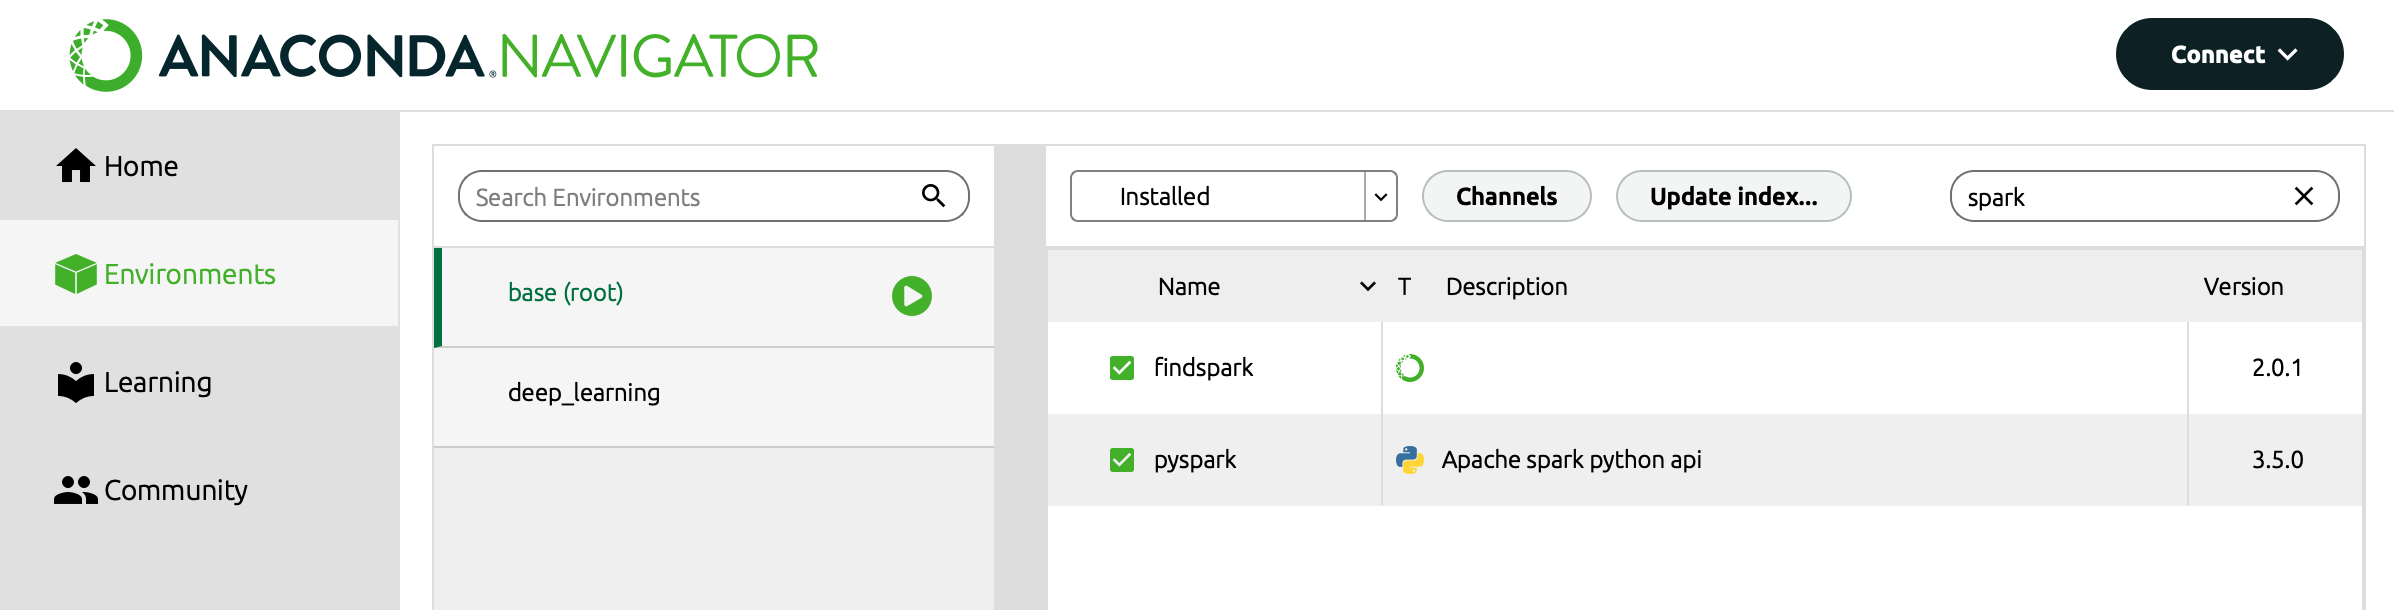 ANACONDA.NAVIGATOR
Connect
Home
Environments
Learning
Community
Search Environments
base (root)
deep_learning
Installed
Channels
Update index...
spark
Name T Description Version
findspark 2.0.1
pyspark Apache spark python api 3.5.0